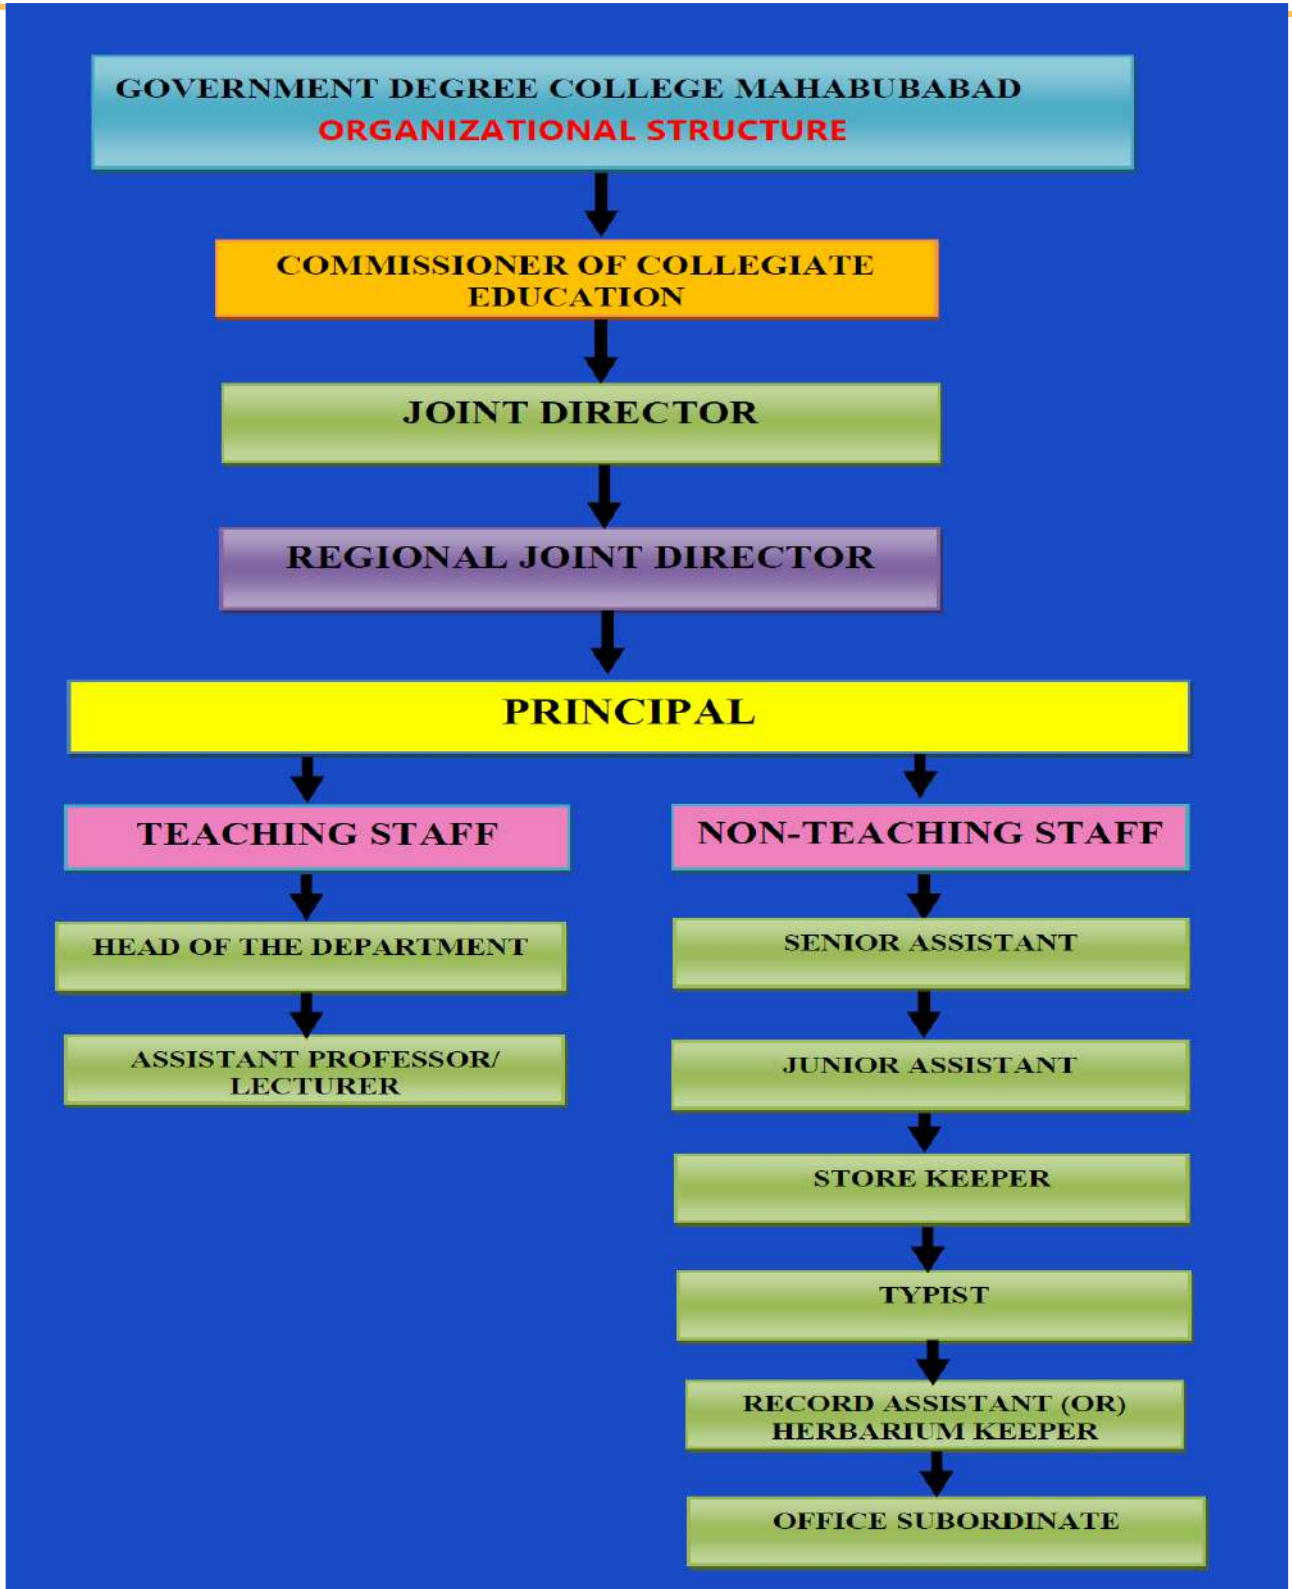 GOVERNMENT DEGREE COLLEGE MAHABUBABAD
ORGANIZATIONAL STRUCTURE
COMMISSIONER OF COLLEGIATE
EDUCATION
JOINT DIRECTOR
REGIONAL JOINT DIRECTOR
PRINCIPAL
TEACHING STAFF
HEAD OF THE DEPARTMENT
ASSISTANT PROFESSOR/
LECTURER
NON-TEACHING STAFF
SENIOR ASSISTANT
JUNIOR ASSISTANT
STORE KEEPER
TYPIST
RECORD ASSISTANT (OR)
HERBARIUM KEEPER
OFFICE SUBORDINATE